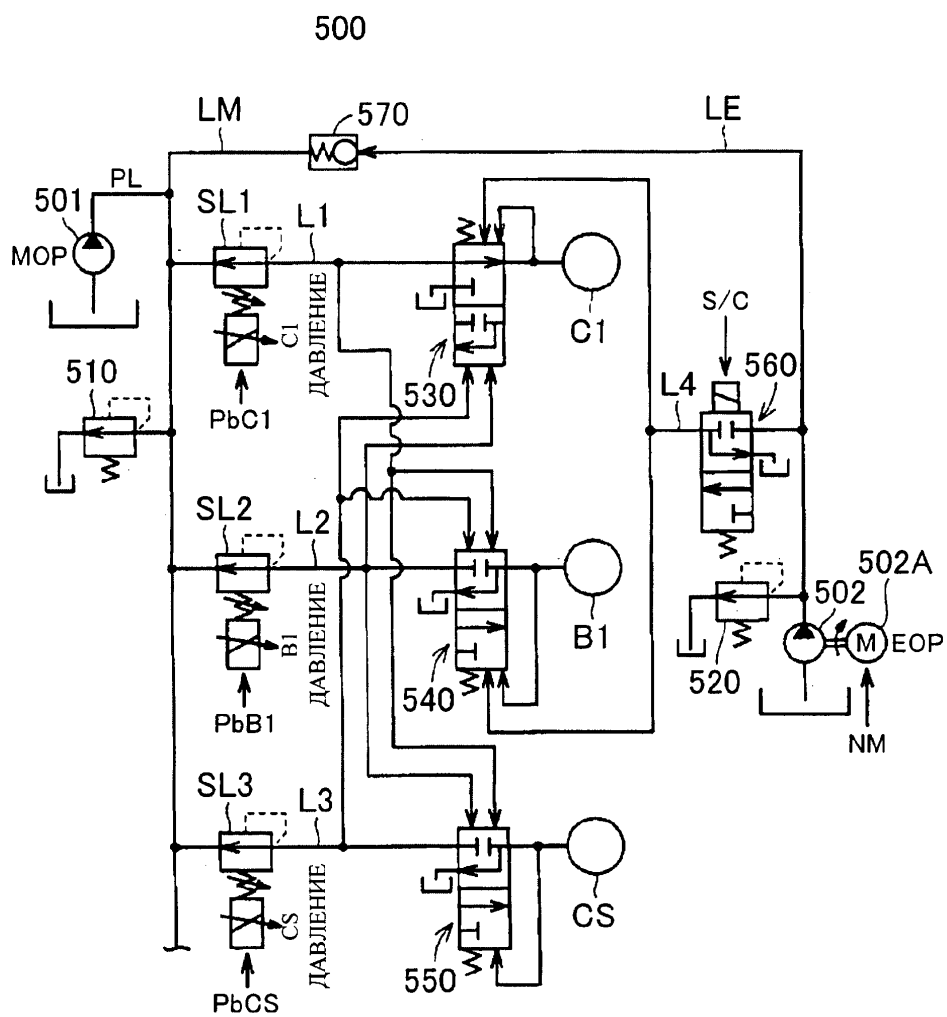 500
LM
570
LE
PL
501
MOP
SL1
L1
C1
ДАВЛЕНИЕ
PbC1
530
C1
S/C
560
L4
510
SL2
L2
B1
ДАВЛЕНИЕ
PbB1
540
B1
502A
502
M
EOP
520
NM
SL3
L3
CS
ДАВЛЕНИЕ
PbCS
550
CS